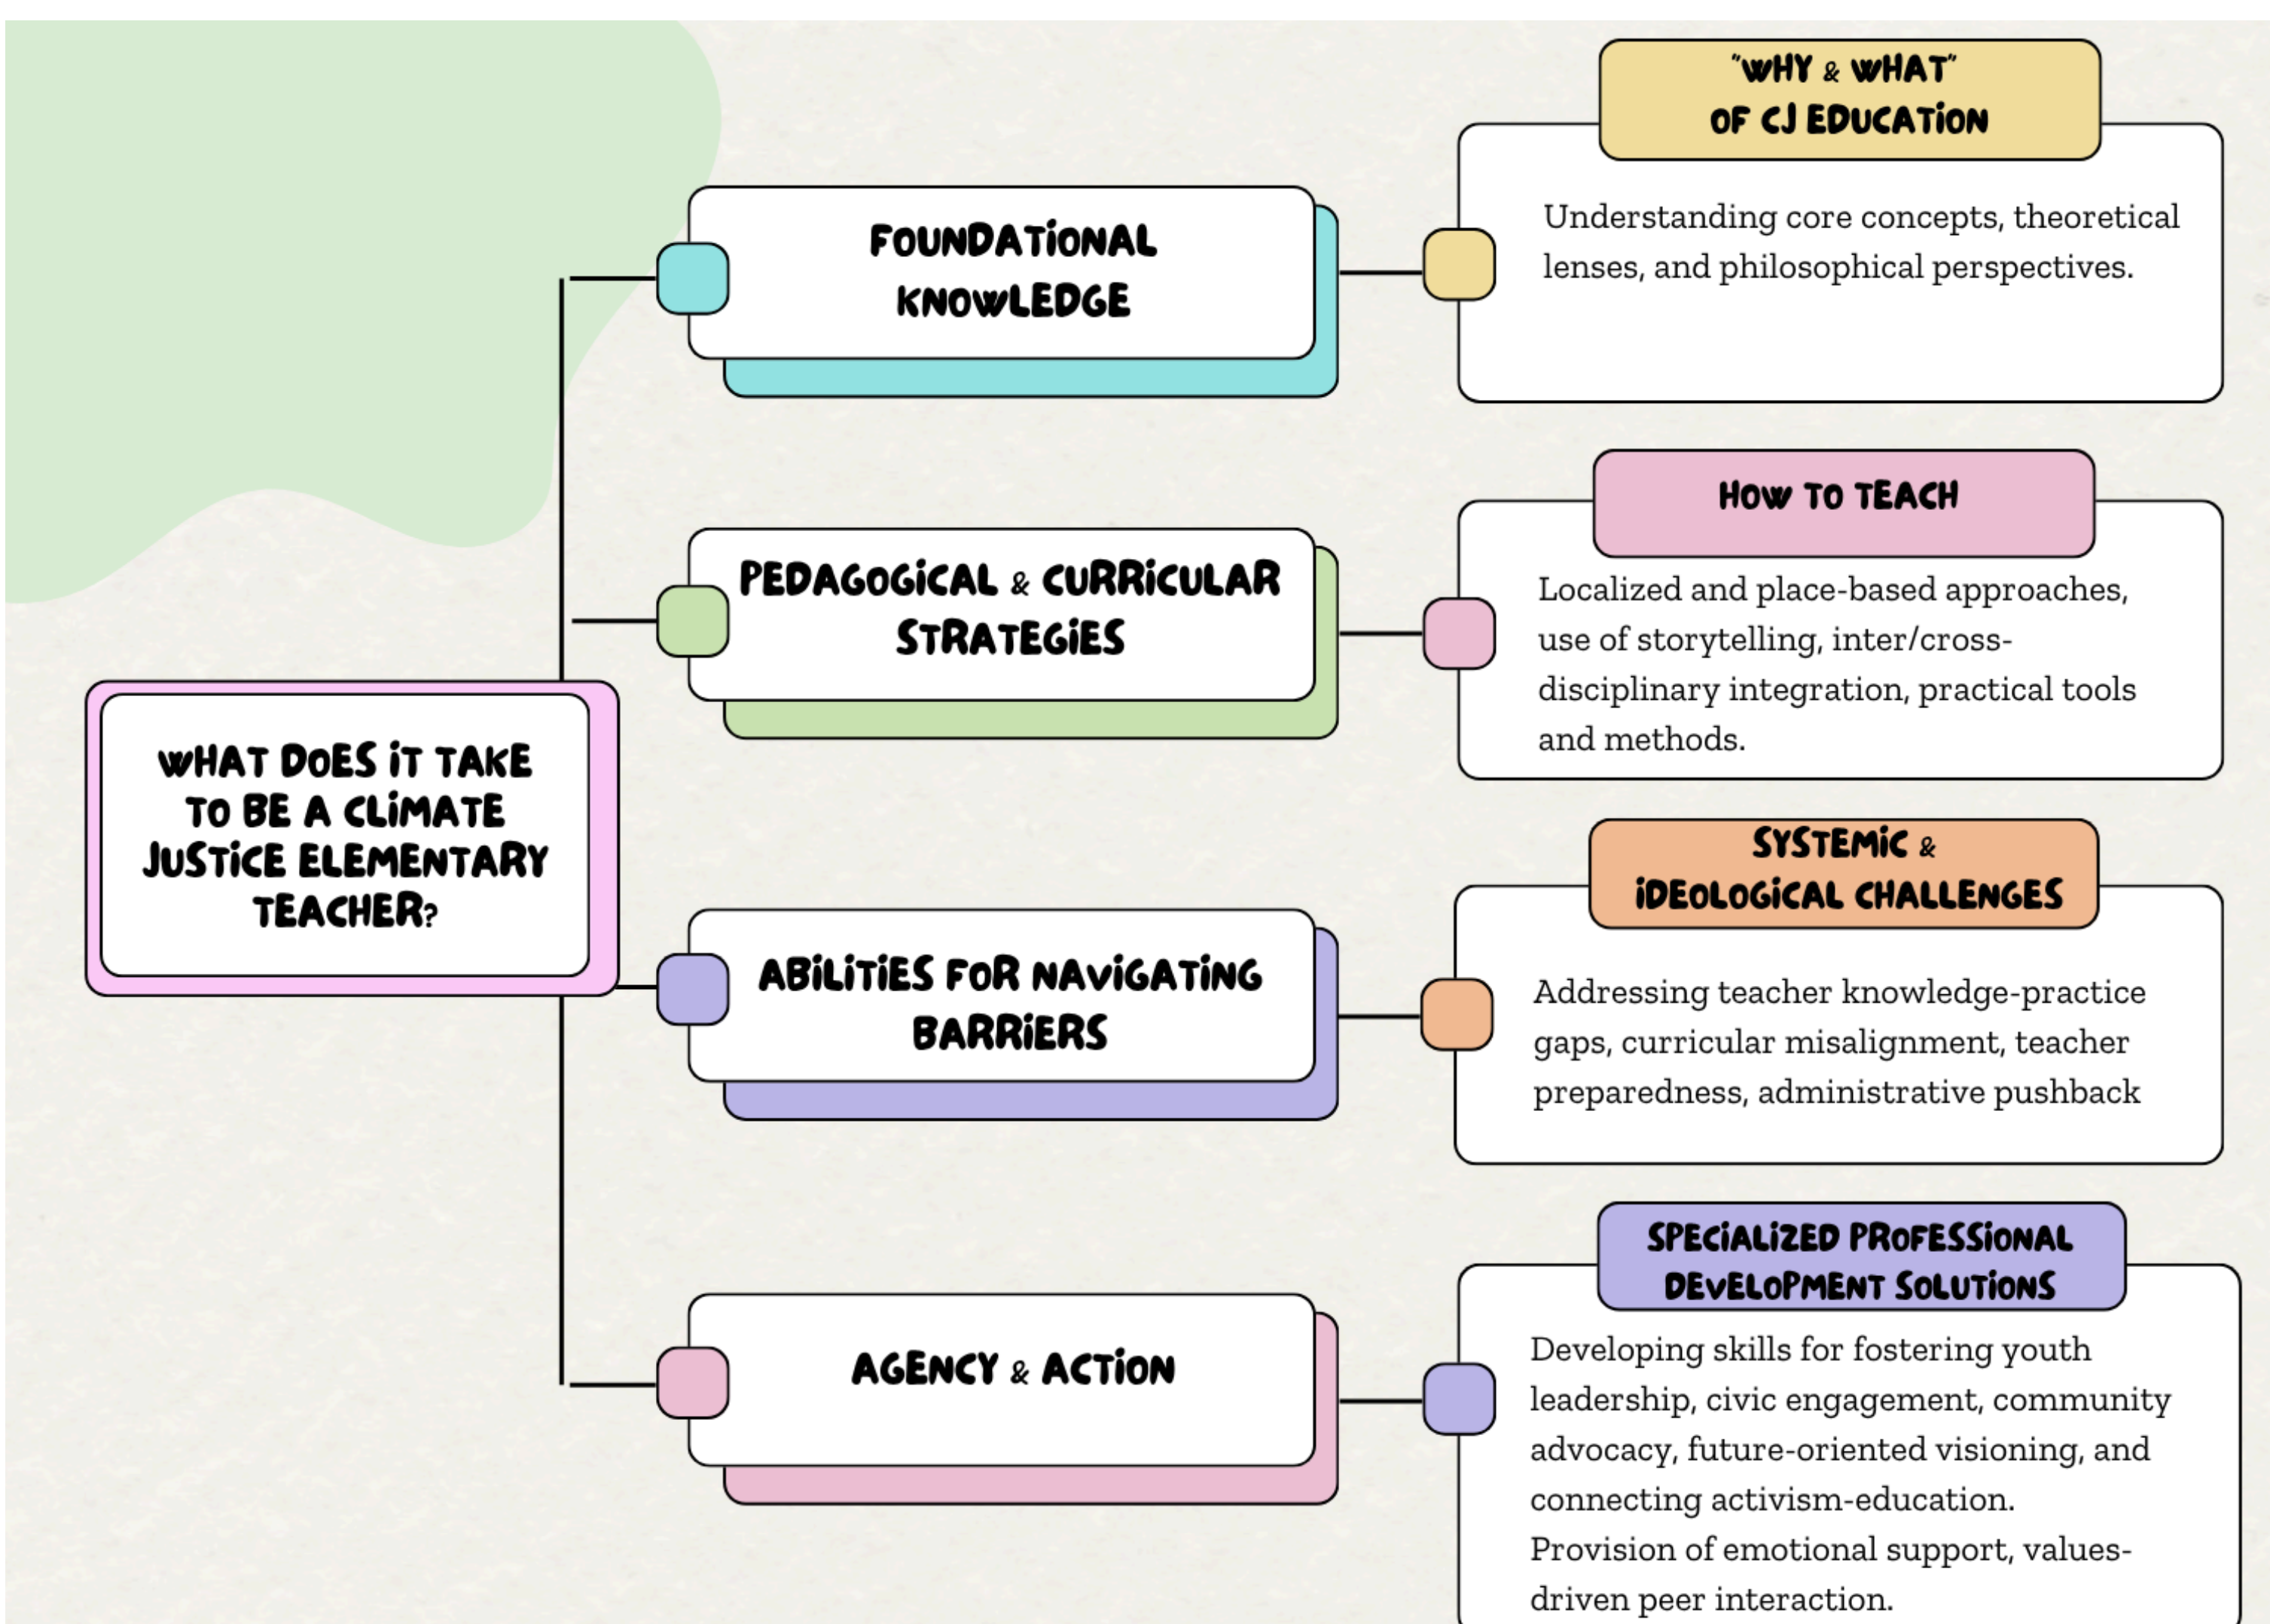 WHAT DOES IT TAKE
TO BE A CLIMATE
JUSTICE ELEMENTARY
TEACHER?
FOUNDATIONAL
KNOWLEDGE
"WHY & WHAT"
OF CJ EDUCATION
Understanding core concepts, theoretical
lenses, and philosophical perspectives.
PEDAGOGICAL & CURRICULAR
STRATEGIES
HOW TO TEACH
Localized and place-based approaches,
use of storytelling, inter/cross-
disciplinary integration, practical tools
and methods.
ABILITIES FOR NAVIGATING
BARRIERS
SYSTEMIC &
IDEOLOGICAL CHALLENGES
Addressing teacher knowledge-practice
gaps, curricular misalignment, teacher
preparedness, administrative pushback
AGENCY & ACTION
SPECIALIZED PROFESSIONAL
DEVELOPMENT SOLUTIONS
Developing skills for fostering youth
leadership, civic engagement, community
advocacy, future-oriented visioning, and
connecting activism-education.
Provision of emotional support, values-
driven peer interaction.